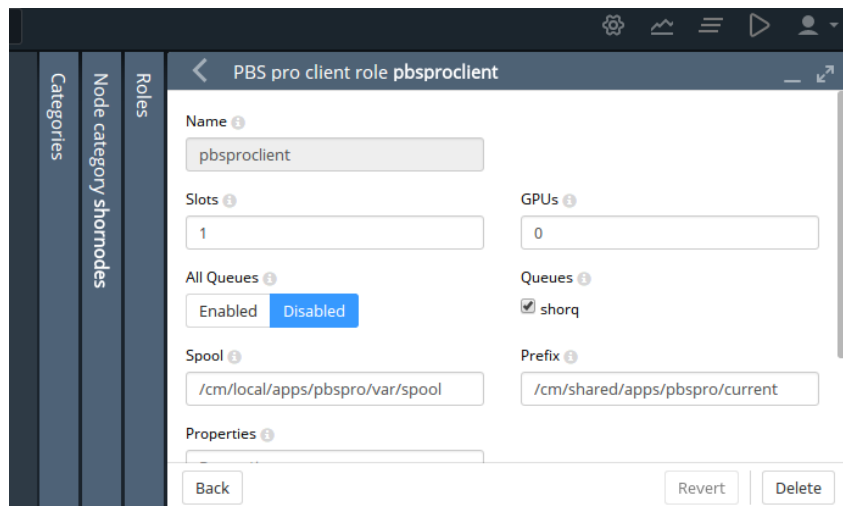 Categories
Node category shornodes
Roles
PBS pro client role pbsproclient
Name
pbsproclient
Slots
GPUs
1
0
All Queues
Queues
Enabled Disabled
shorq
Spool
Prefix
/cm/local/apps/pbspro/var/spool
/cm/shared/apps/pbspro/current
Properties
Back
Revert
Delete